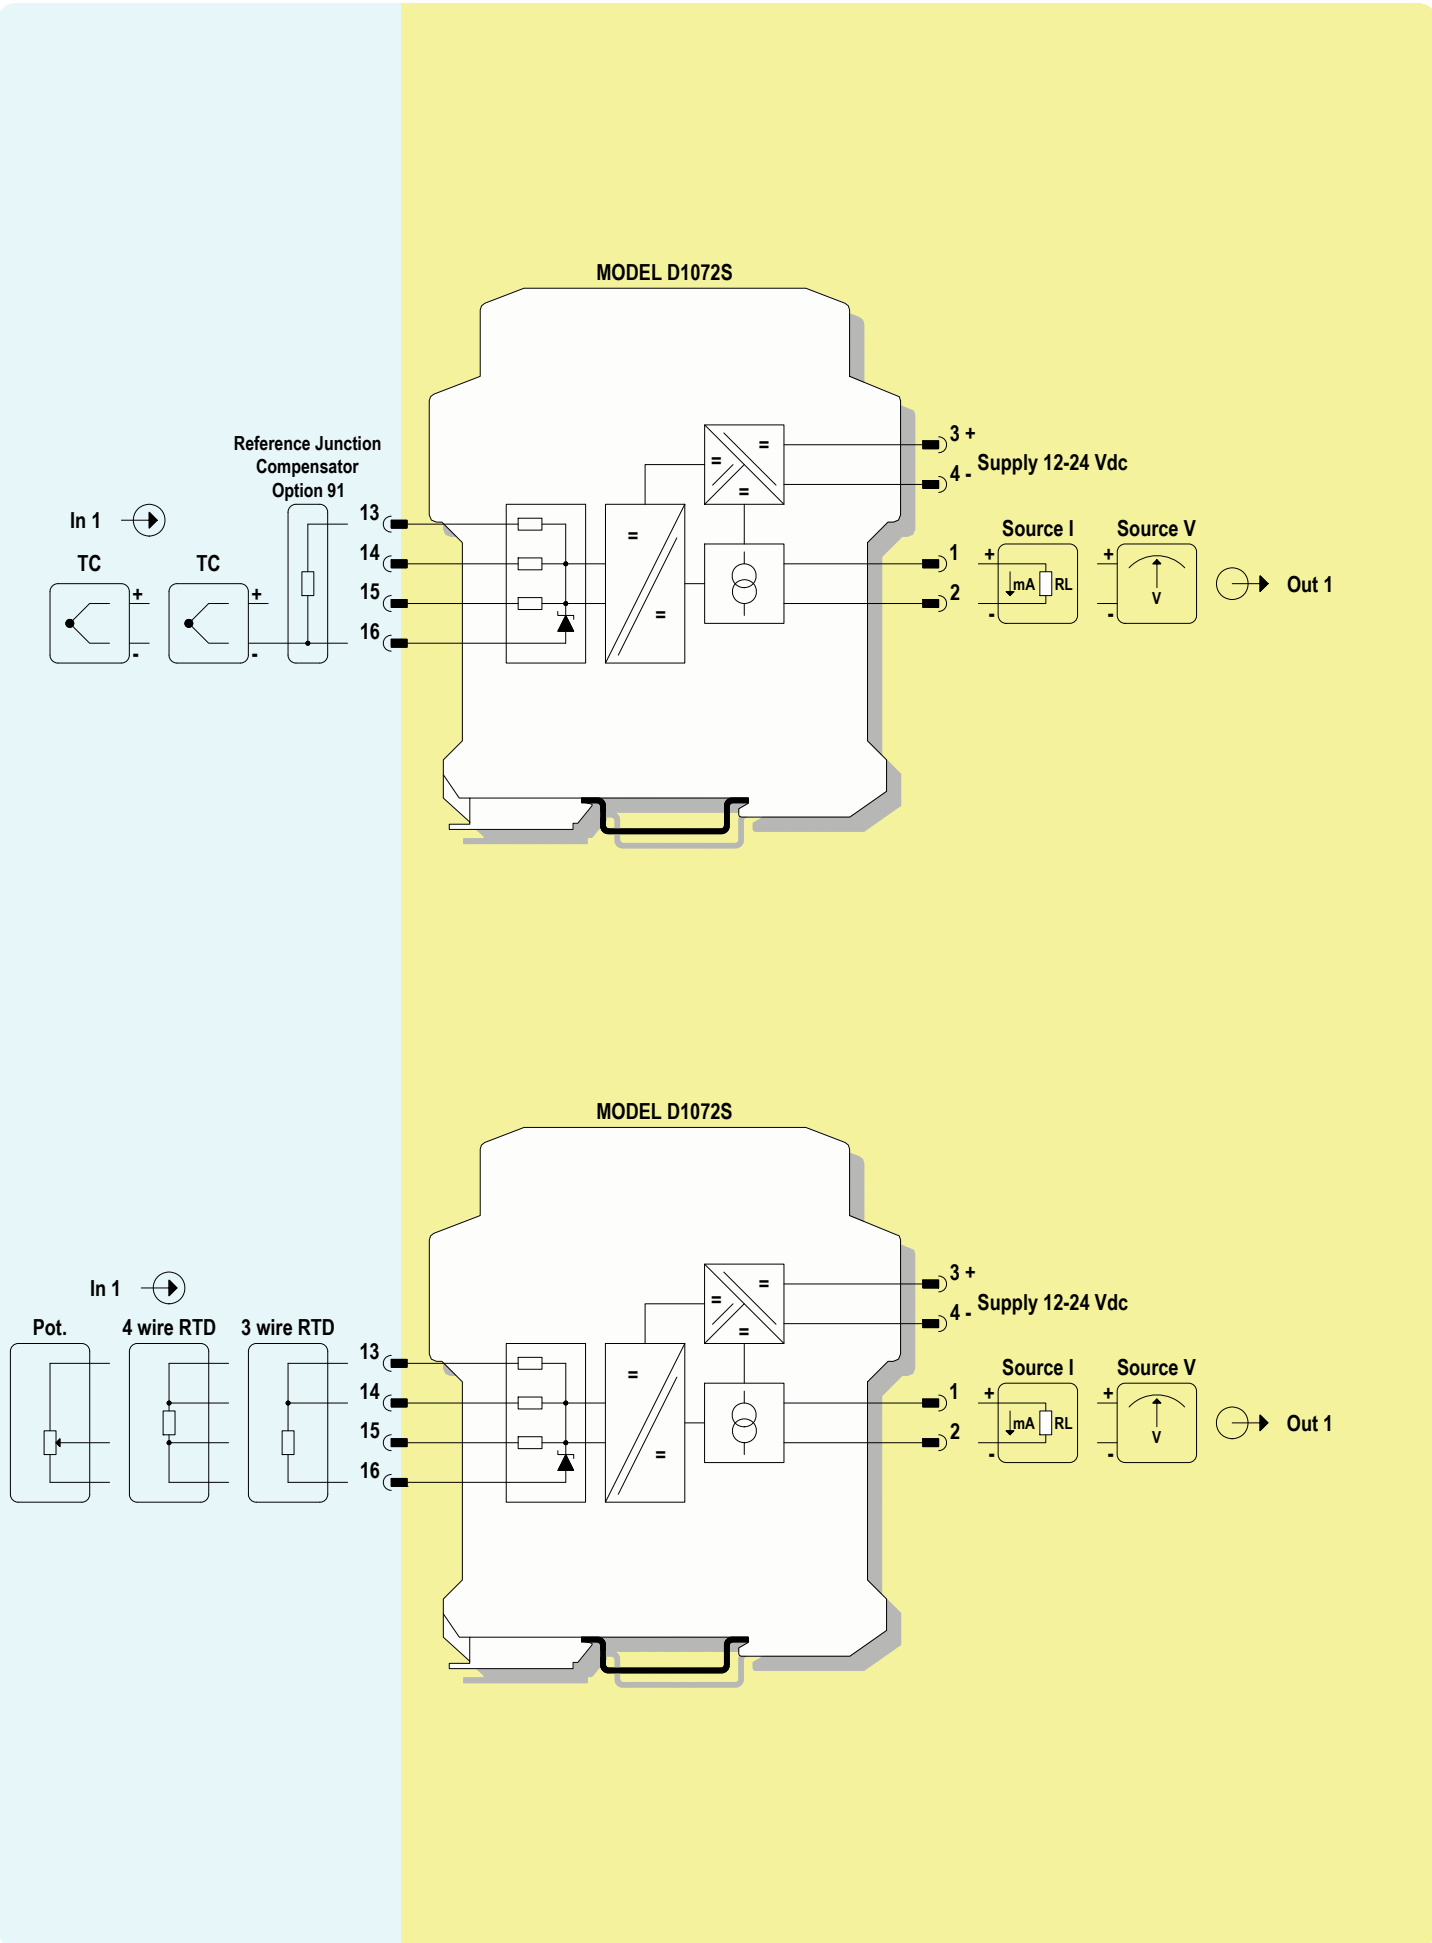 MODEL D1072S
Reference Junction
Compensator
Option 91
In 1
TC
TC
+
-
+
-
13
14
15
16
=
=
=
=
=
3 +
4 -
Supply 12-24 Vdc
1
2
Source I
+
-
mA
RL
Source V
+
-
V
Out 1
MODEL D1072S
In 1
Pot.
4 wire RTD
3 wire RTD
13
14
15
16
=
=
=
=
=
3 +
4 -
Supply 12-24 Vdc
1
2
Source I
+
-
mA
RL
Source V
+
-
V
Out 1